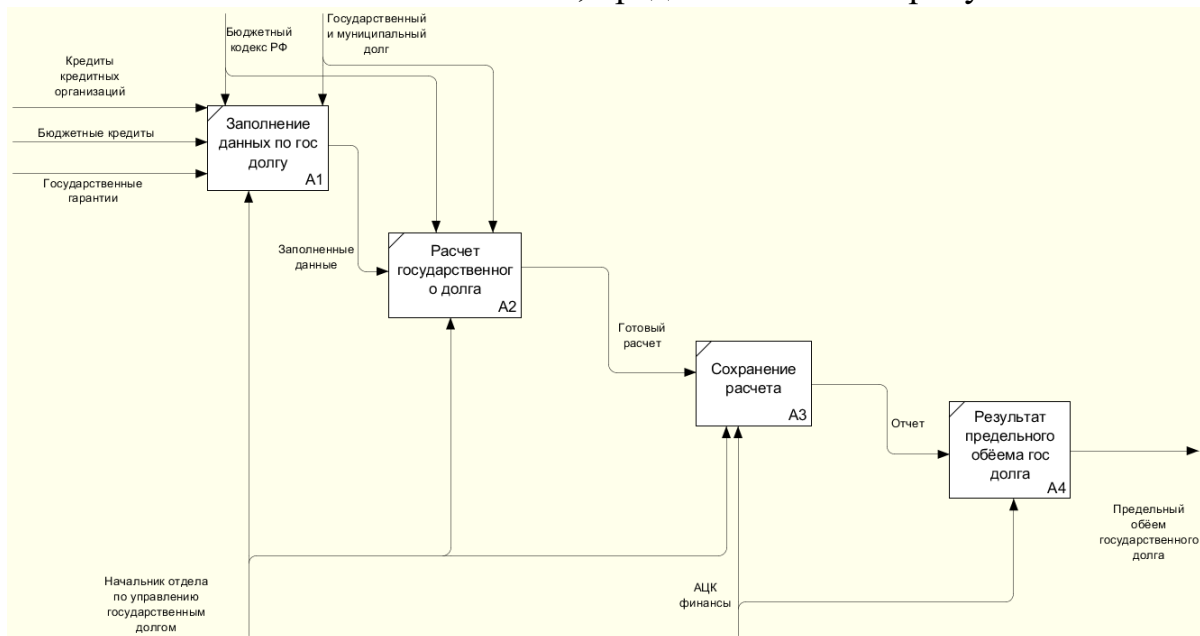 Бюджетный
кодекс РФ
Государственный
и муниципальный
долг
Кредиты
кредитных
организаций
Бюджетные кредиты
Государственные
гарантии
Заполнение
данных по гос
долгу
A1
Заполненные
данные
Расчет
государственног
о долга
A2
Готовый
расчет
Сохранение
расчета
A3
Отчет
Результат
предельного
обёема гос
долга
A4
Предельный
обёем
государственного
долга
Начальник отдела
по управлению
государственным
долгом
АЦК
финансы